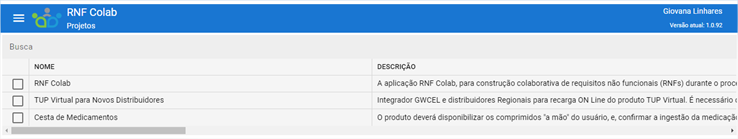 RNF Colab
Projetos
Giovana Linhares
Versão atual: 1.0.92
Busca
NOME DESCRIÇÃO
RNF Colab A aplicação RNF Colab, para construção colaborativa de requisitos não funcionais (RNFs) durante o
TUP Virtual para Novos Distribuidores Integrador GWCEL e distribuidores Regionais para recarga ON Line do produto TUP Virtual. É necessário
Cesta de Medicamentos O produto deverá disponibilizar os comprimidos "a mão" do usuário, e, confirmar a ingestão da